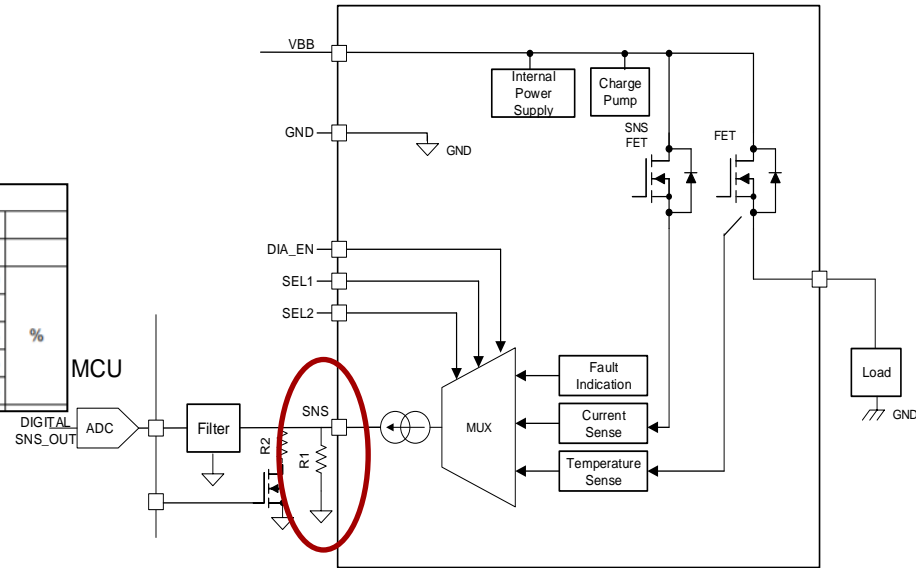 VBB
Internal
Power
Supply
Charge
Pump
SNS
FET
FET
GND
GND
DIA_EN
SEL1
SEL2
%
MCU
Fault
Indication
Load
SNS
MUX
Current
Sense
GND
DIGITAL
SNS_OUT
ADC
Filter
R2
R1
Temperature
Sense